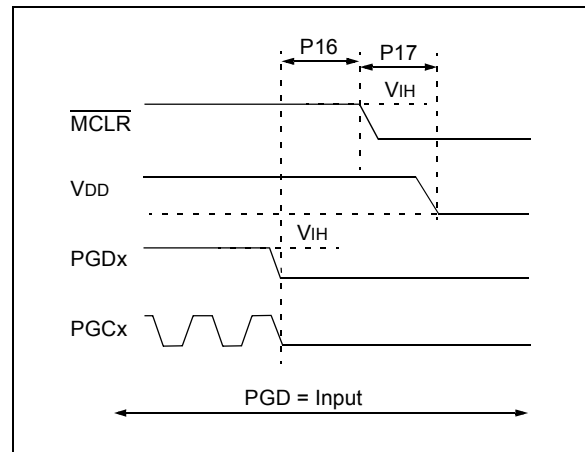 P16
P17
VIH
MCLR
VDD
VIH
PGDx
PGCx
PGD = Input